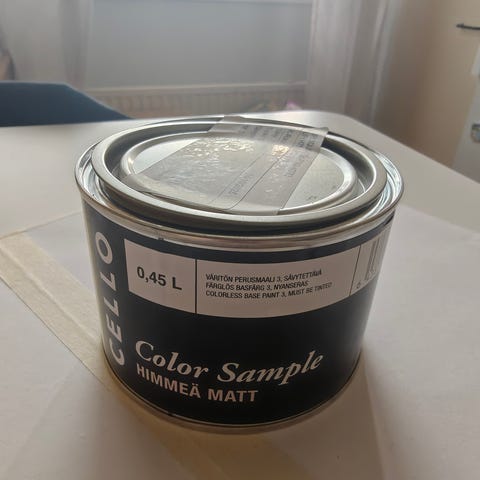 CELLO
0,45 L
VÄRITÖN PERUSMAALI 3, SÄVYTETTÄVÄ
FÄRGLÖS BASFÄRG 3, NYANSERAS
COLORLESS BASE PAINT 3, MUST BE TINTED
Color Sample
HIMMEÄ MATT